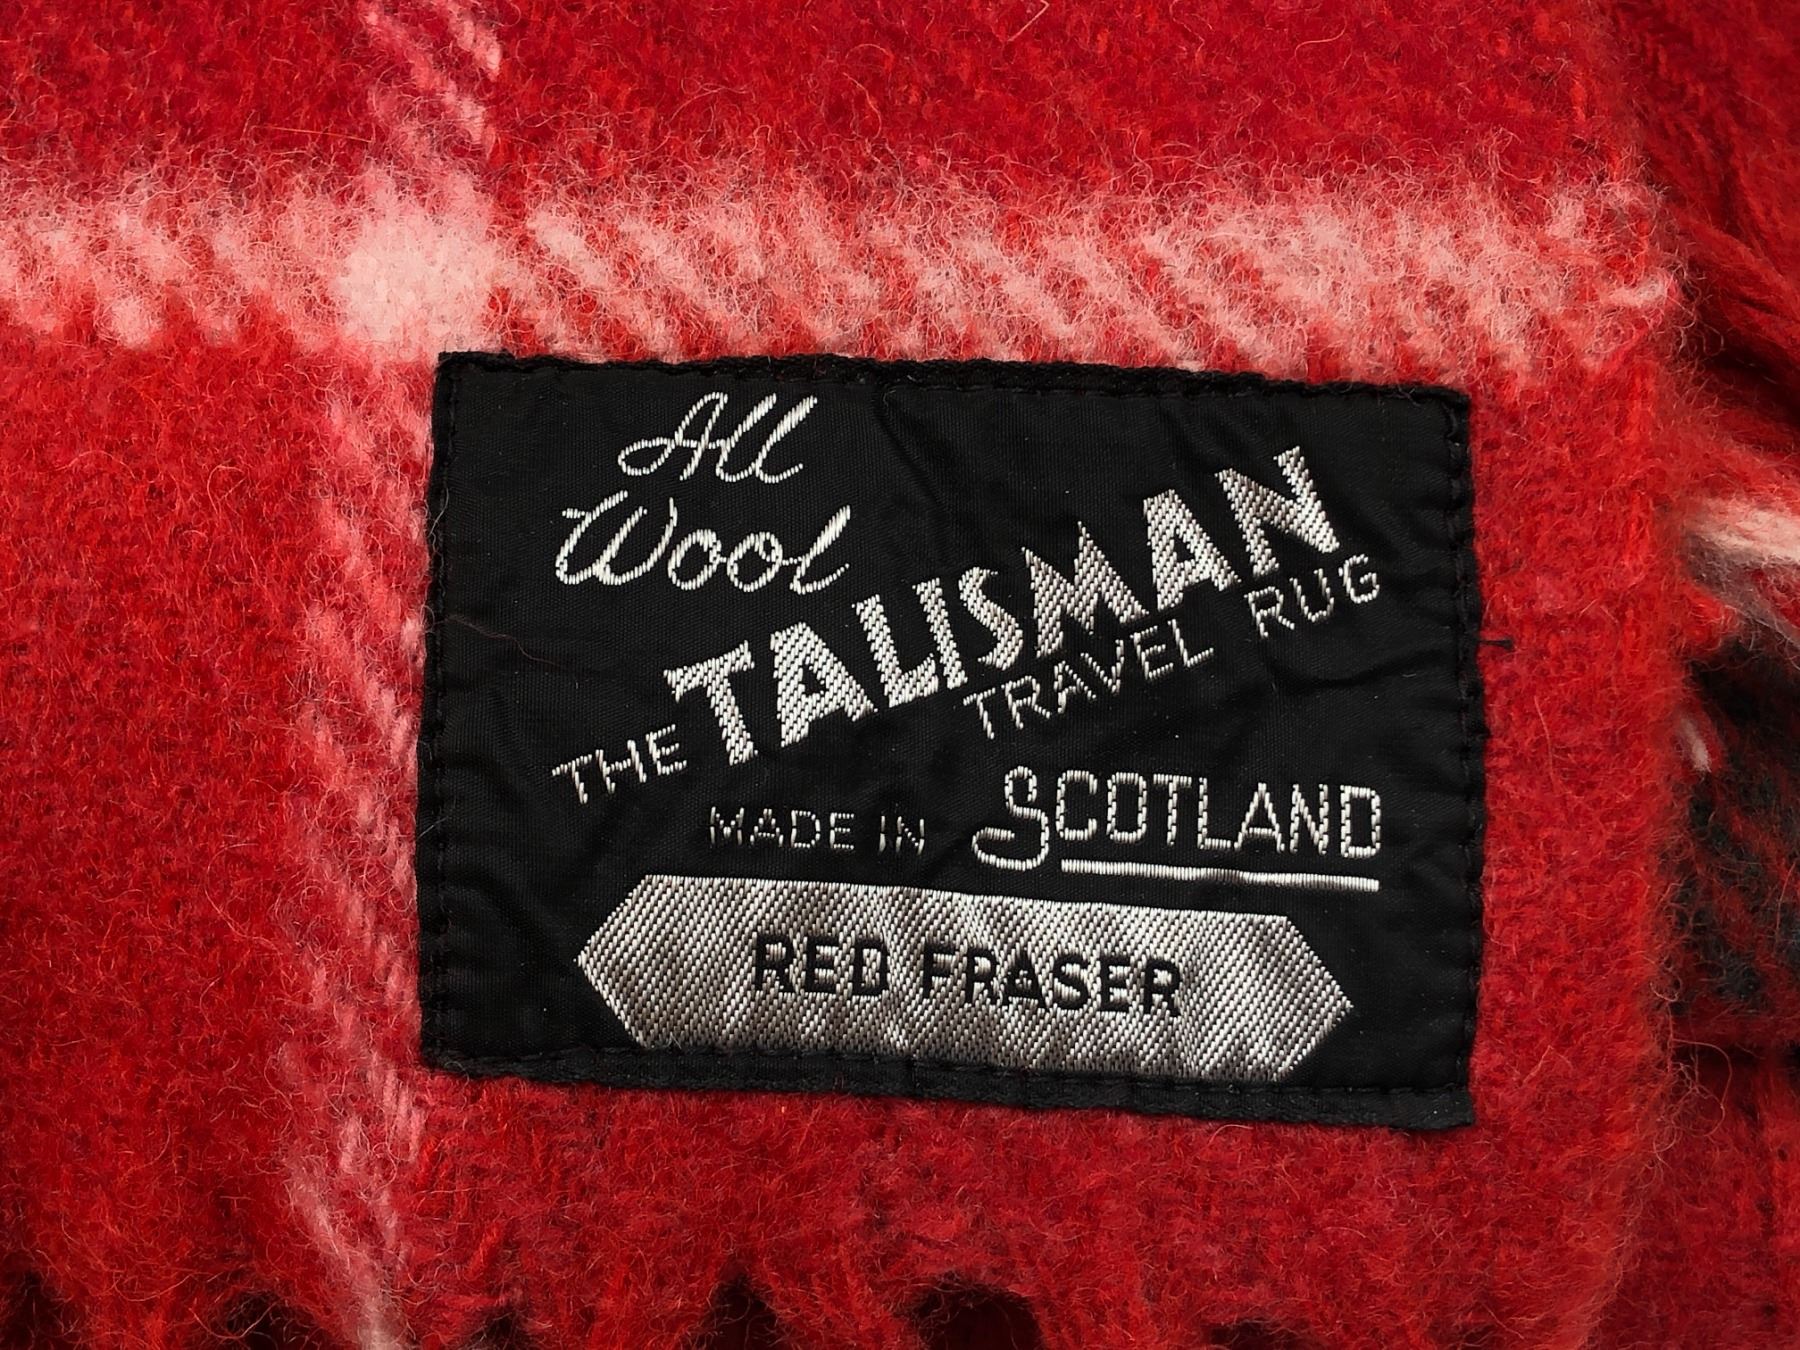 All
Wool
THE TALISMAN
TRAVEL RUG
MADE IN SCOTLAND
RED FRASER